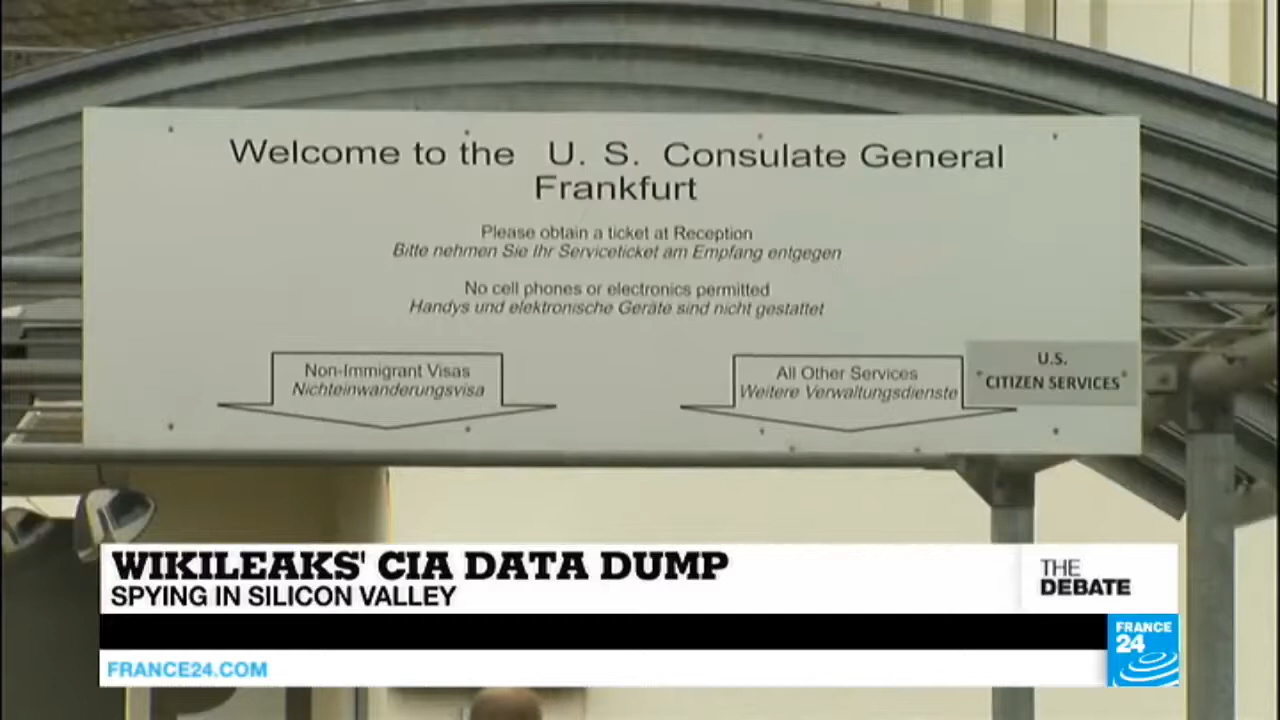 Welcome to the U. S. Consulate General
Frankfurt
Please obtain a ticket at Reception
Bitte nehmen Sie Ihr Serviceticket am Empfang entgegen
No cell phones or electronics permitted
Handys und elektronische Geräte sind nicht gestattet
Non-Immigrant Visas
Nichteinwanderungsvisa
All Other Services
Weitere Verwaltungsdienste
U.S.
"CITIZEN SERVICES"
WIKILEAKS' CIA DATA DUMP
SPYING IN SILICON VALLEY
THE
DEBATE
FRANCE
24
FRANCE24.COM